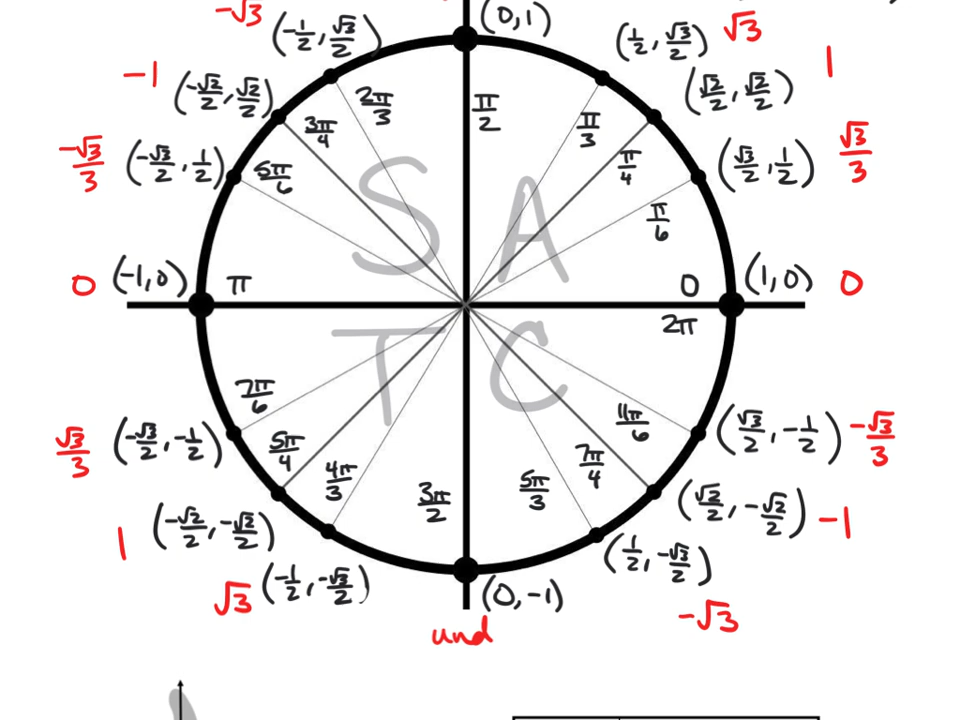 -√3 (-1/2, √3/2) (0,1) (1/2, √3/2) √3
-1 (-√2/2, √2/2) 2π/3 π/2 π/3 (√2/2, √2/2) 1
3π/4 π/4
-√3/3 (-√3/2, 1/2) 5π/6 π/6 (√3/2, 1/2) √3/3
S A
0 (-1,0) π 0 (1,0) 0
2π
T C
7π/6 11π/6
√3/3 (-√3/2, -1/2) 5π/4 7π/4 (√3/2, -1/2) -√3/3
4π/3 3π/2 5π/3
1 (-√2/2, -√2/2) (√2/2, -√2/2) -1
√3 (-1/2, -√3/2) (0,-1) (1/2, -√3/2) -√3
und